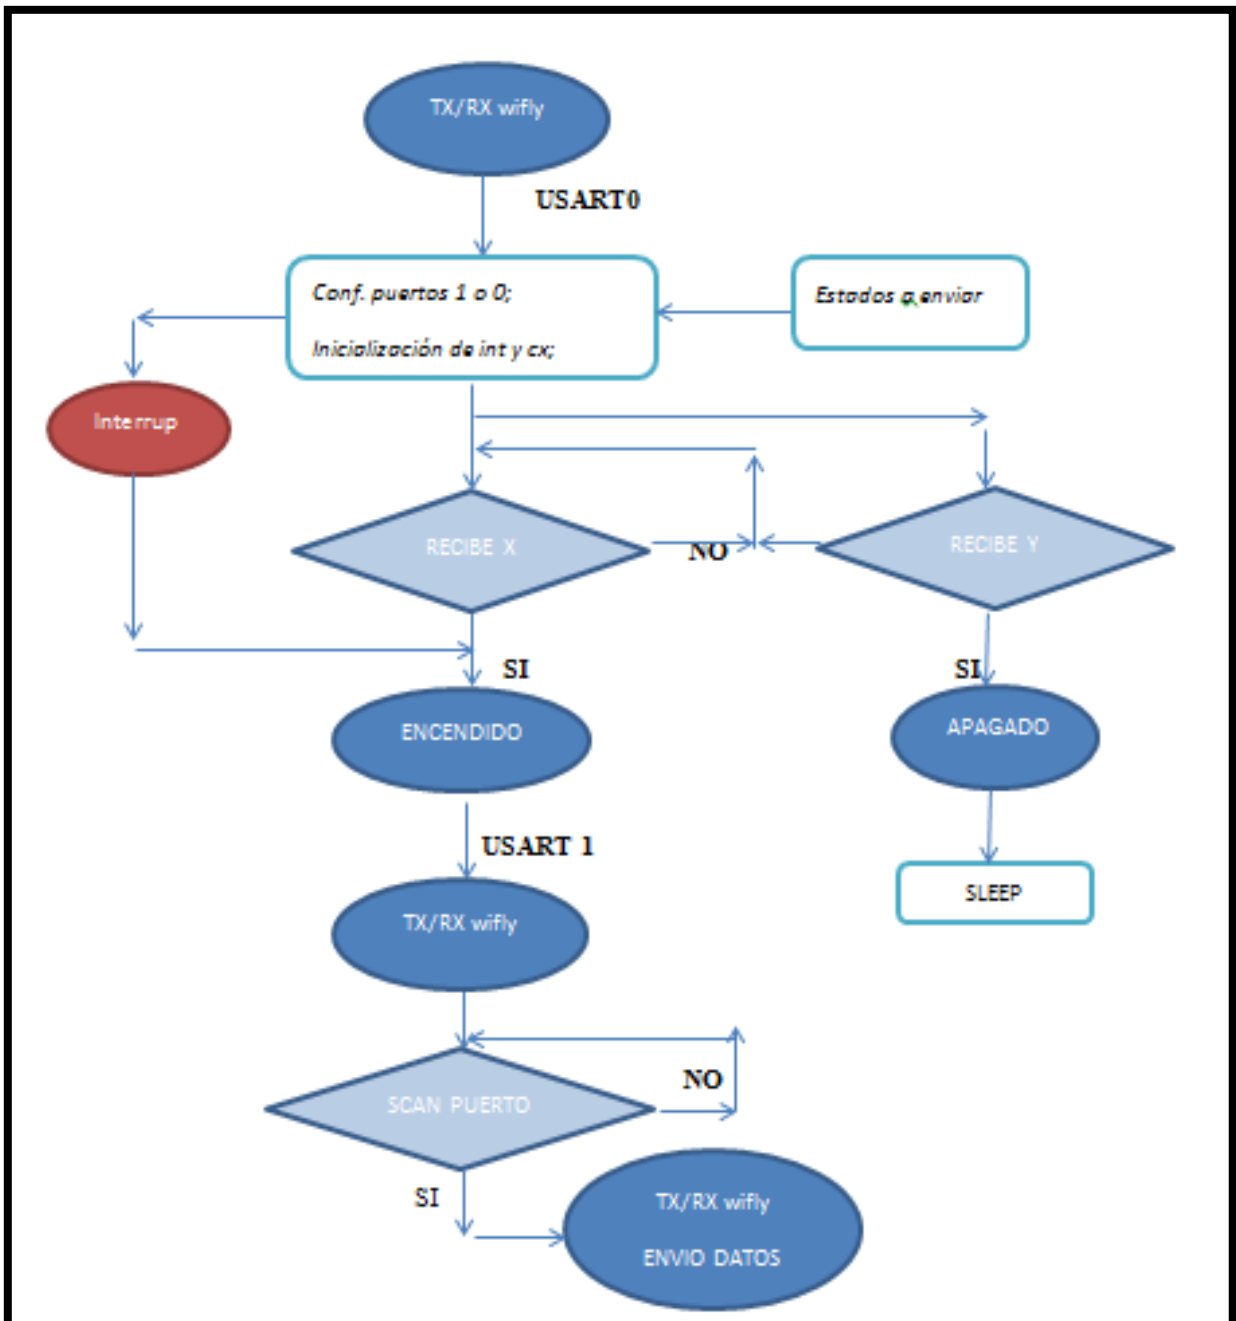 TX/RX wifly
USART0
Conf. puertos 1 o 0;
Inicialización de int y cx;
Estados a enviar
Interrup
RECIBE X
NO
RECIBE Y
SI
SI
ENCENDIDO
APAGADO
USART 1
SLEEP
TX/RX wifly
NO
SCAN PUERTO
SI
TX/RX wifly
ENVIO DATOS